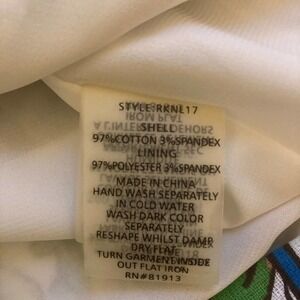 STYLE:RKNL17
SHELL
97%COTTON 3%SPANDEX
LINING
97%POLYESTER 3%SPANDEX
MADE IN CHINA
HAND WASH SEPARATELY
IN COLD WATER
WASH DARK COLOR
SEPARATELY
RESHAPE WHILST DAMP
DRY FLAT
TURN GARMENT INSIDE
OUT FLAT IRON
RN#81913